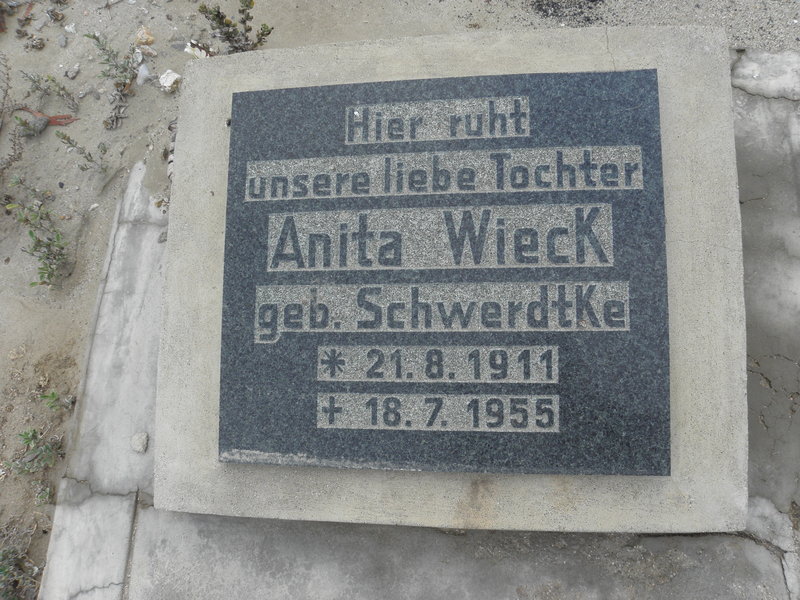 Hier ruht
unsere liebe Tochter
Anita Wieck
geb. Schwerdtke
* 21. 8. 1911
+ 18. 7. 1955